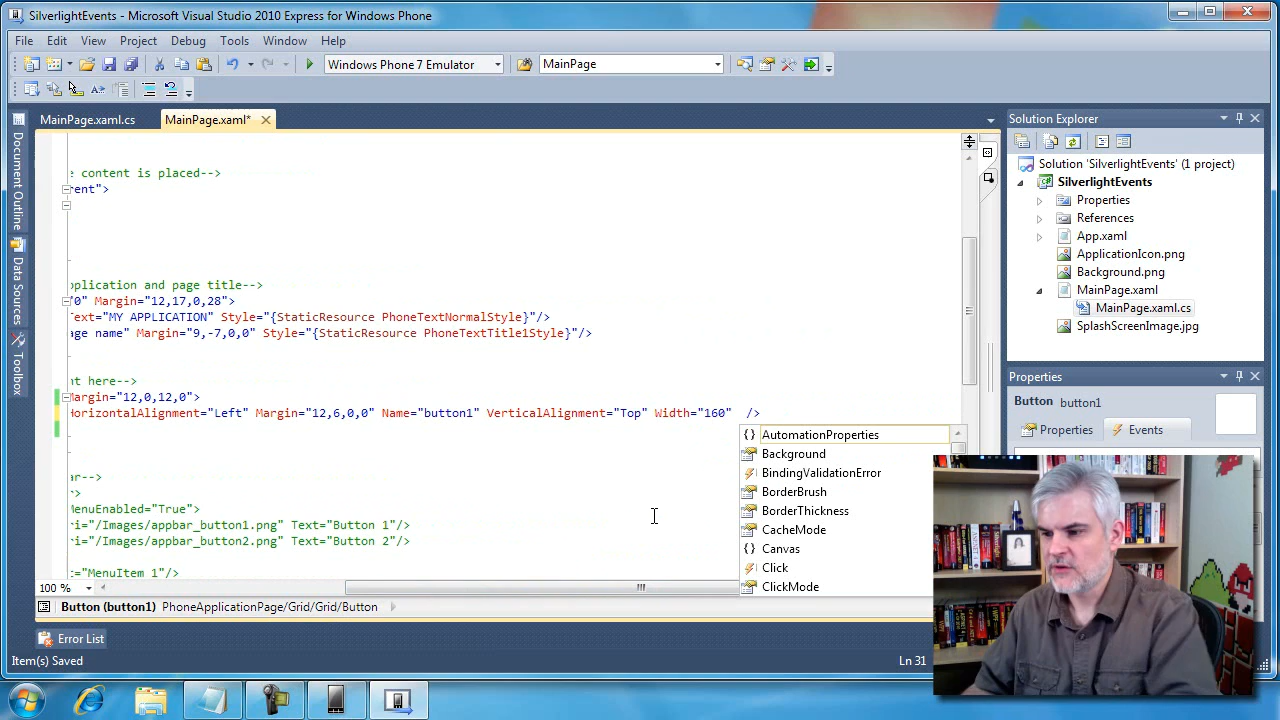 SilverlightEvents - Microsoft Visual Studio 2010 Express for Windows Phone
File Edit View Project Debug Tools Window Help
Windows Phone 7 Emulator MainPage
MainPage.xaml.cs MainPage.xaml*
Document Outline
Data Sources
Toolbox
e content is placed-->
rent">
pplication and page title-->
"0" Margin="12,17,0,28">
Text="MY APPLICATION" Style="{StaticResource PhoneTextNormalStyle}"/>
age name" Margin="9,-7,0,0" Style="{StaticResource PhoneTextTitle1Style}"/>
nt here-->
Margin="12,0,12,0">
HorizontalAlignment="Left" Margin="12,6,0,0" Name="button1" VerticalAlignment="Top" Width="160" />
ar-->
>
MenuEnabled="True">
ri="/Images/appbar_button1.png" Text="Button 1"/>
ri="/Images/appbar_button2.png" Text="Button 2"/>
t="MenuItem 1"/>
AutomationProperties
Background
BindingValidationError
BorderBrush
BorderThickness
CacheMode
Canvas
Click
ClickMode
100 %
Button (button1) PhoneApplicationPage/Grid/Grid/Button
Error List
Item(s) Saved
Ln 31
Solution Explorer
Solution 'SilverlightEvents' (1 project)
SilverlightEvents
Properties
References
App.xaml
ApplicationIcon.png
Background.png
MainPage.xaml
MainPage.xaml.cs
SplashScreenImage.jpg
Properties
Button button1
Properties Events